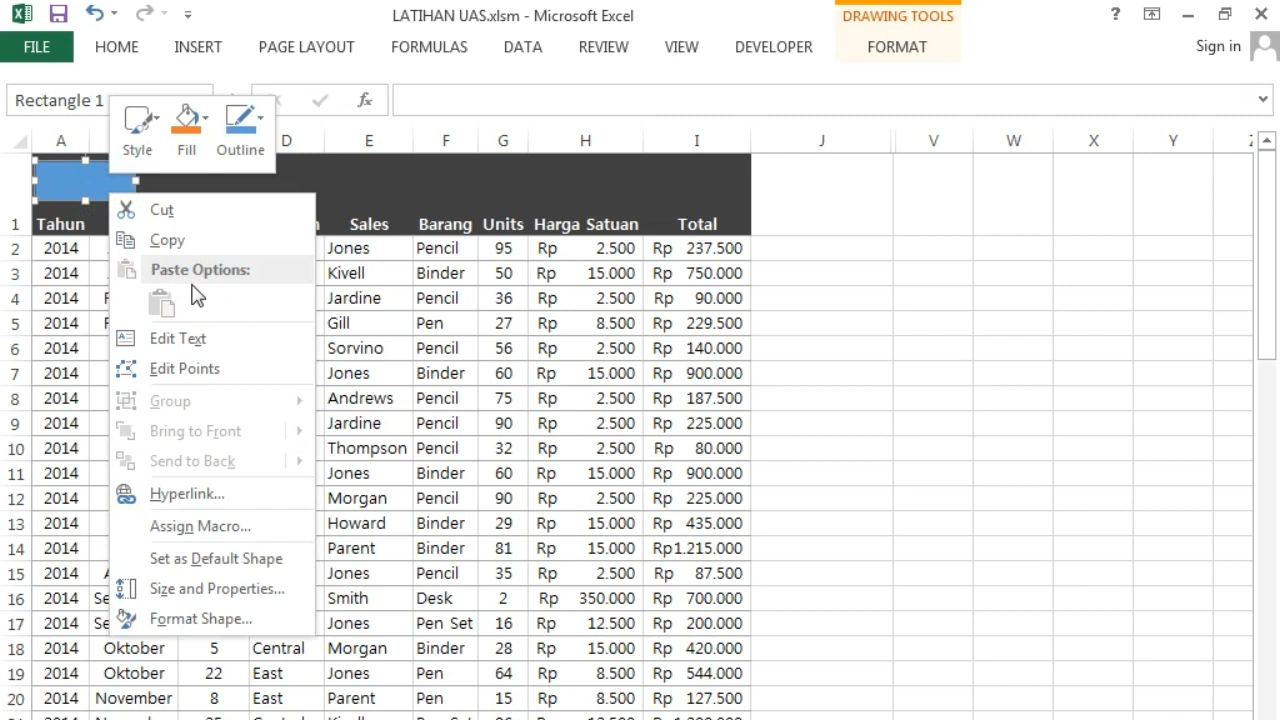 LATIHAN UAS.xlsm - Microsoft Excel
DRAWING TOOLS
?
FILE HOME INSERT PAGE LAYOUT FORMULAS DATA REVIEW VIEW DEVELOPER FORMAT Sign in
Rectangle 1 fx
Style Fill Outline
A D E F G H I J V W X Y
Cut
Copy
Paste Options:
Edit Text
Edit Points
Group
Bring to Front
Send to Back
Hyperlink...
Assign Macro...
Set as Default Shape
Size and Properties...
Format Shape...
1 Tahun Sales Barang Units Harga Satuan Total
2 2014 Jones Pencil 95 Rp 2.500 Rp 237.500
3 2014 Kivell Binder 50 Rp 15.000 Rp 750.000
4 2014 Jardine Pencil 36 Rp 2.500 Rp 90.000
5 2014 Gill Pen 27 Rp 8.500 Rp 229.500
6 2014 Sorvino Pencil 56 Rp 2.500 Rp 140.000
7 2014 Jones Binder 60 Rp 15.000 Rp 900.000
8 2014 Andrews Pencil 75 Rp 2.500 Rp 187.500
9 2014 Jardine Pencil 90 Rp 2.500 Rp 225.000
10 2014 Thompson Pencil 32 Rp 2.500 Rp 80.000
11 2014 Jones Binder 60 Rp 15.000 Rp 900.000
12 2014 Morgan Pencil 90 Rp 2.500 Rp 225.000
13 2014 Howard Binder 29 Rp 15.000 Rp 435.000
14 2014 Parent Binder 81 Rp 15.000 Rp1.215.000
15 2014 Jones Pencil 35 Rp 2.500 Rp 87.500
16 2014 Smith Desk 2 Rp 350.000 Rp 700.000
17 2014 Jones Pen Set 16 Rp 12.500 Rp 200.000
18 2014 Oktober 5 Central Morgan Binder 28 Rp 15.000 Rp 420.000
19 2014 Oktober 22 East Jones Pen 64 Rp 8.500 Rp 544.000
20 2014 November 8 East Parent Pen 15 Rp 8.500 Rp 127.500